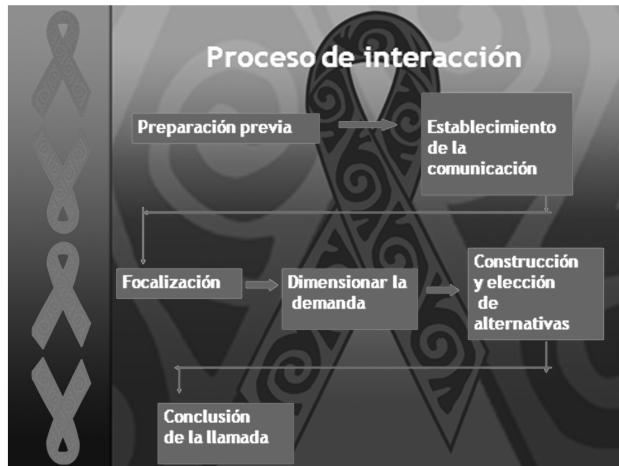 Proceso de interacción
Preparación previa
Establecimiento
de la
comunicación
Focalización
Dimensionar la
demanda
Construcción
y elección
de
alternativas
Conclusión
de la llamada